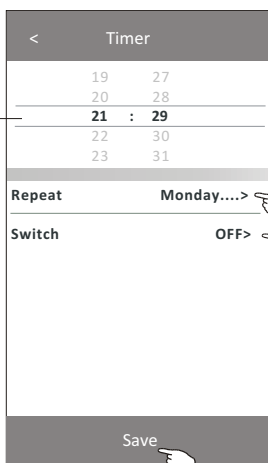 < Timer
19 27
20 28
21 : 29
22 30
23 31
Repeat Monday....>
Switch OFF>
Save